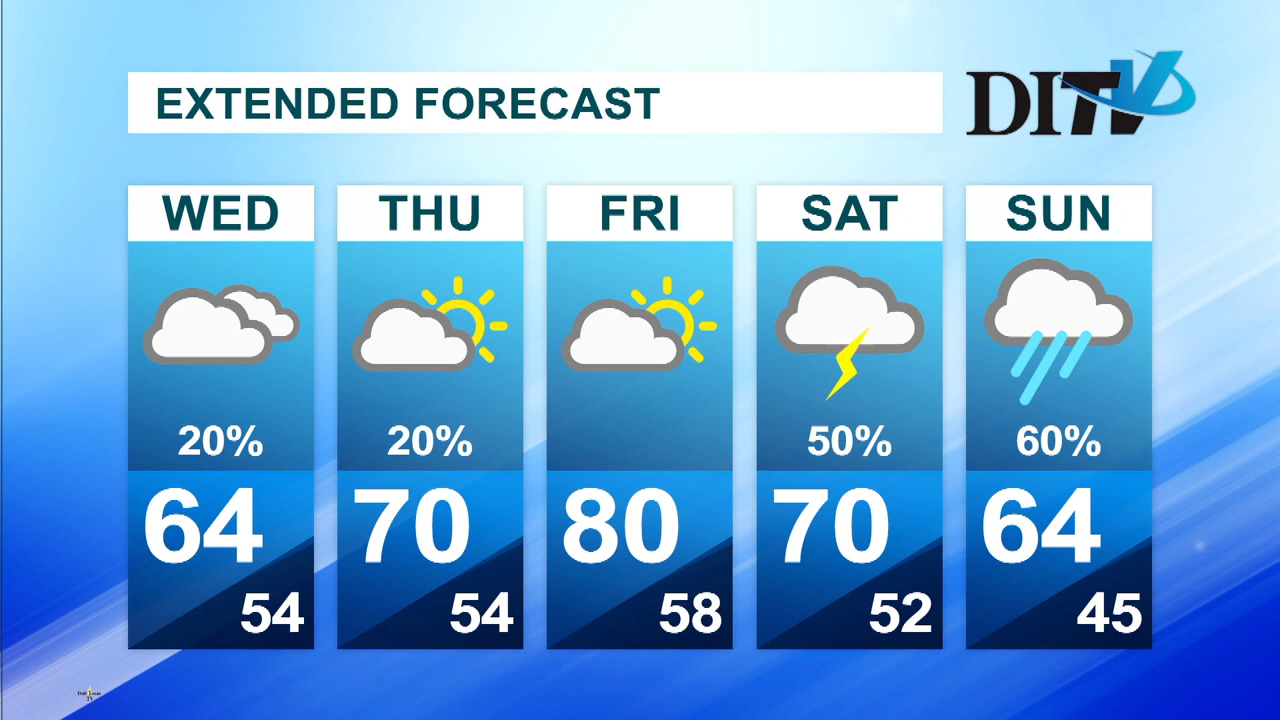 EXTENDED FORECAST
DITV
WED THU FRI SAT SUN
20% 20% 50% 60%
64 70 80 70 64
54 54 58 52 45